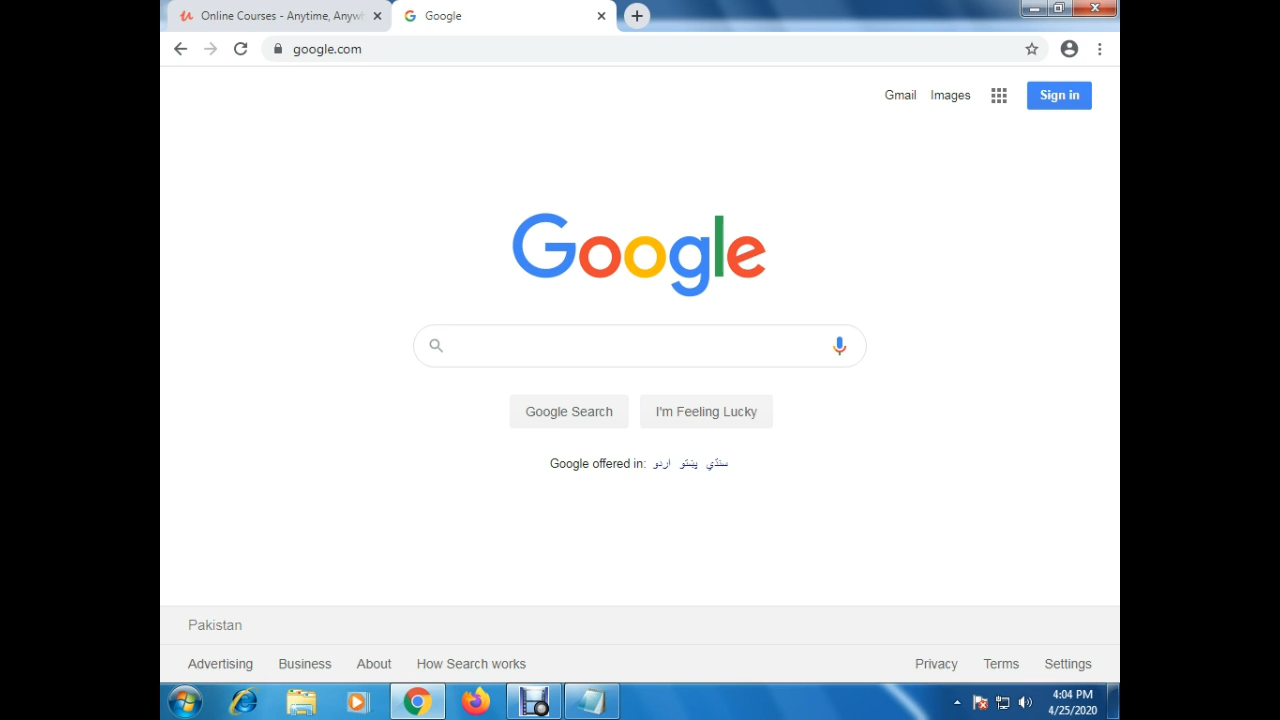 Online Courses - Anytime, Anywh
Google
google.com
Gmail Images Sign in
Google
Google Search I'm Feeling Lucky
Google offered in: اردو پښتو سنڌي
Pakistan
Advertising Business About How Search works Privacy Terms Settings
4:04 PM
4/25/2020